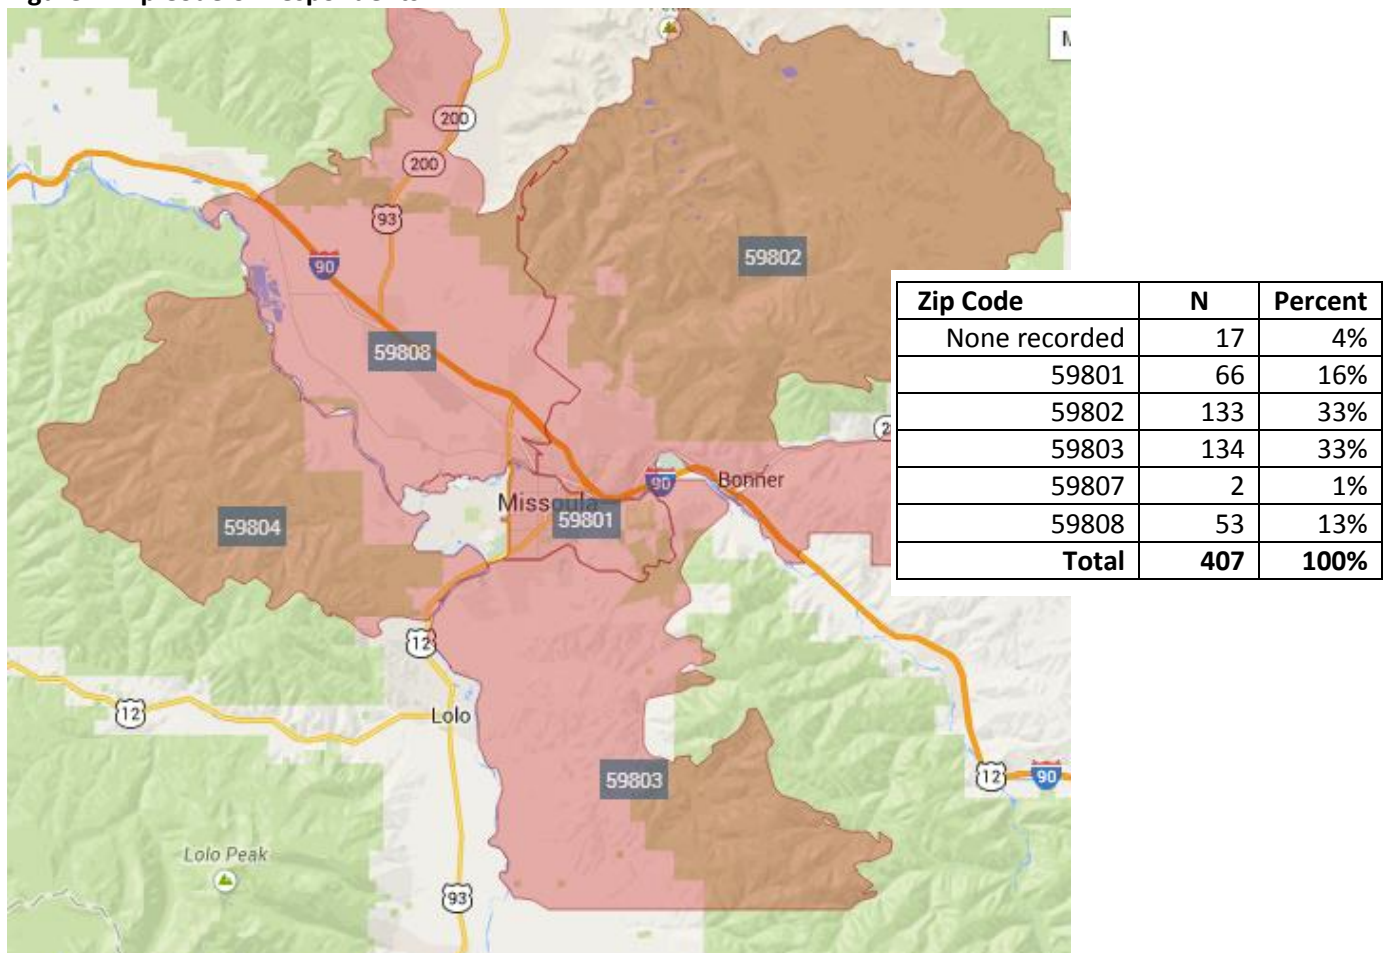 200
200
93
90
59802
59808
Zip Code N Percent
None recorded 17 4%
59801 66 16%
59802 133 33%
59803 134 33%
59807 2 1%
59808 53 13%
Total 407 100%
90
Bonner
Missoula
59801
59804
12
12
Lolo
59803
12
90
Lolo Peak
93